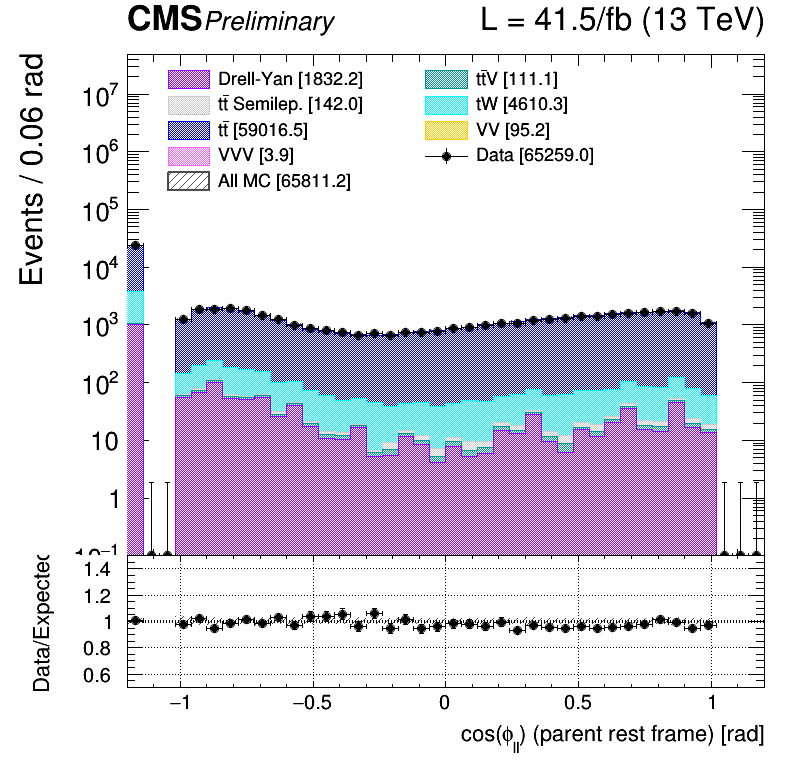 CMS Preliminary L = 41.5/fb (13 TeV)
Events / 0.06 rad
Drell-Yan [1832.2]
tt̄ Semilep. [142.0]
tt̄ [59016.5]
VVV [3.9]
All MC [65811.2]
tt̄V [111.1]
tW [4610.3]
VV [95.2]
Data [65259.0]
10⁷
10⁶
10⁵
10⁴
10³
10²
10
1
10⁻¹
Data/Expected
1.4
1.2
1
0.8
0.6
−1 −0.5 0 0.5 1
cos(ϕ_ll) (parent rest frame) [rad]